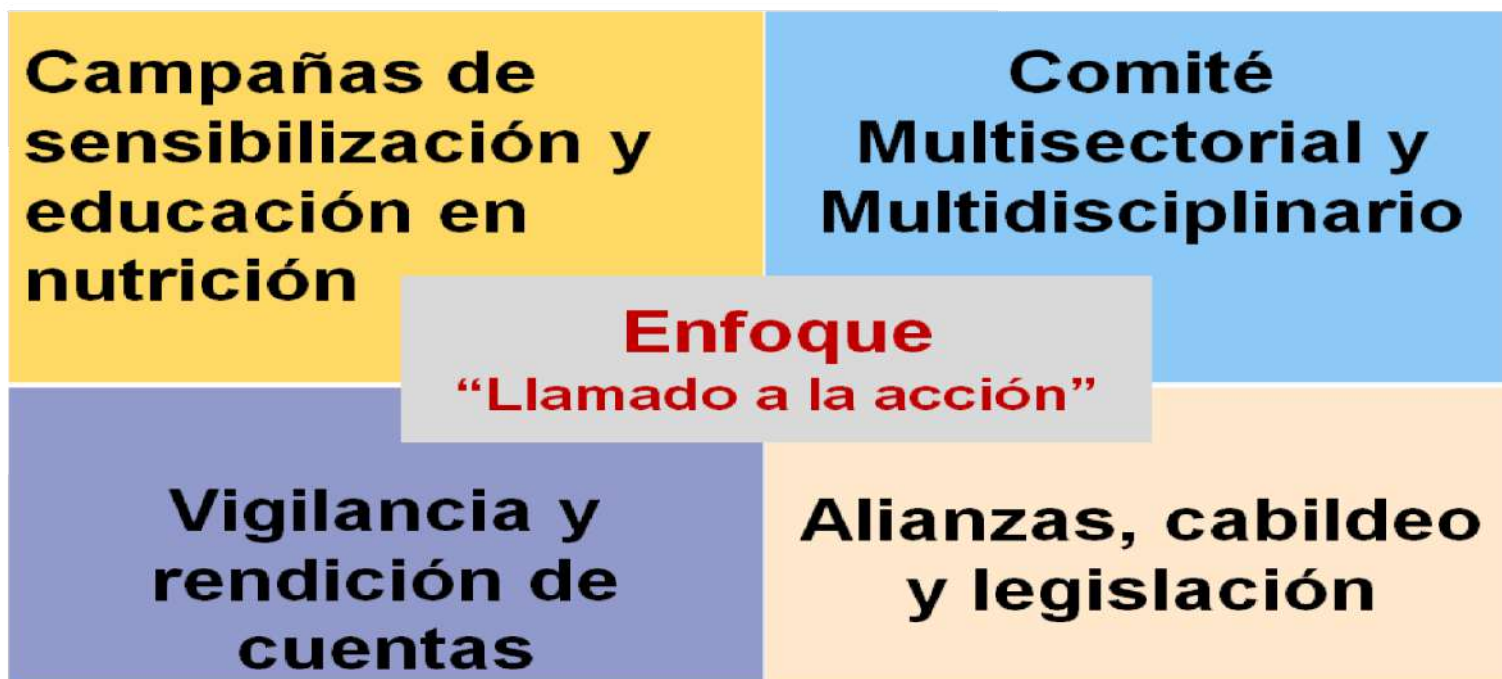 Campañas de
sensibilización y
educación en
nutrición
Comité
Multisectorial y
Multidisciplinario
Enfoque
“Llamado a la acción”
Vigilancia y
rendición de
cuentas
Alianzas, cabildeo
y legislación